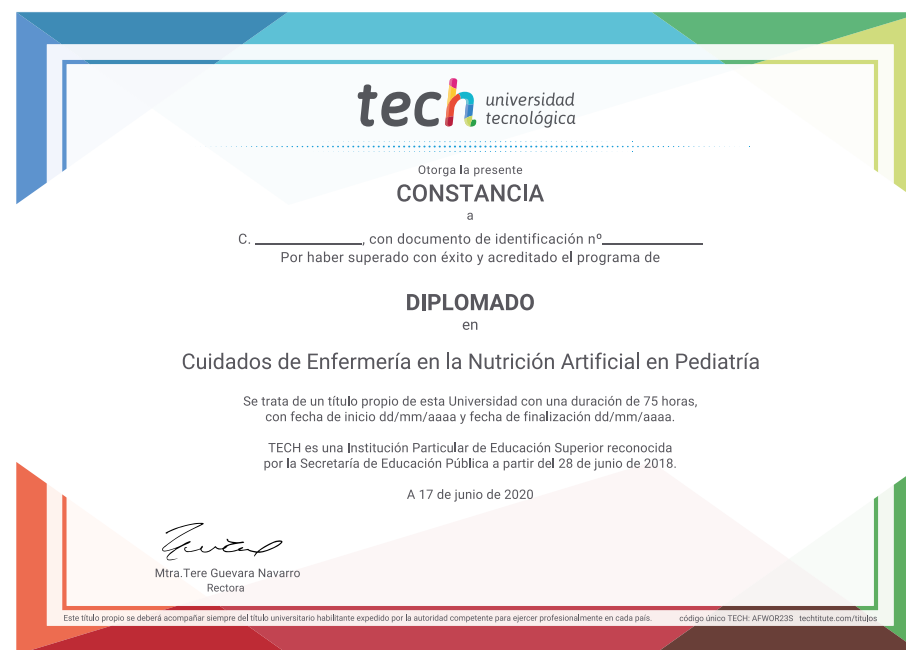 tech universidad
tecnológica
Otorga la presente
CONSTANCIA
a
C. ____________, con documento de identificación nº____________
Por haber superado con éxito y acreditado el programa de
DIPLOMADO
en
Cuidados de Enfermería en la Nutrición Artificial en Pediatría
Se trata de un título propio de esta Universidad con una duración de 75 horas,
con fecha de inicio dd/mm/aaaa y fecha de finalización dd/mm/aaaa.
TECH es una Institución Particular de Educación Superior reconocida
por la Secretaría de Educación Pública a partir del 28 de junio de 2018.
A 17 de junio de 2020
Mtra.Tere Guevara Navarro
Rectora
Este título propio se deberá acompañar siempre del título universitario habilitante expedido por la autoridad competente para ejercer profesionalmente en cada país. código único TECH: AFWOR23S techtitute.com/titulos